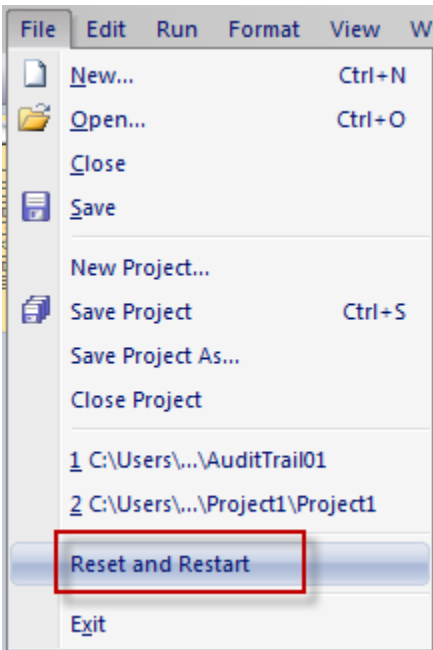 File Edit Run Format View W
New... Ctrl+N
Open... Ctrl+O
Close
Save
New Project...
Save Project Ctrl+S
Save Project As...
Close Project
1 C:\Users\...\AuditTrail01
2 C:\Users\...\Project1\Project1
Reset and Restart
Exit